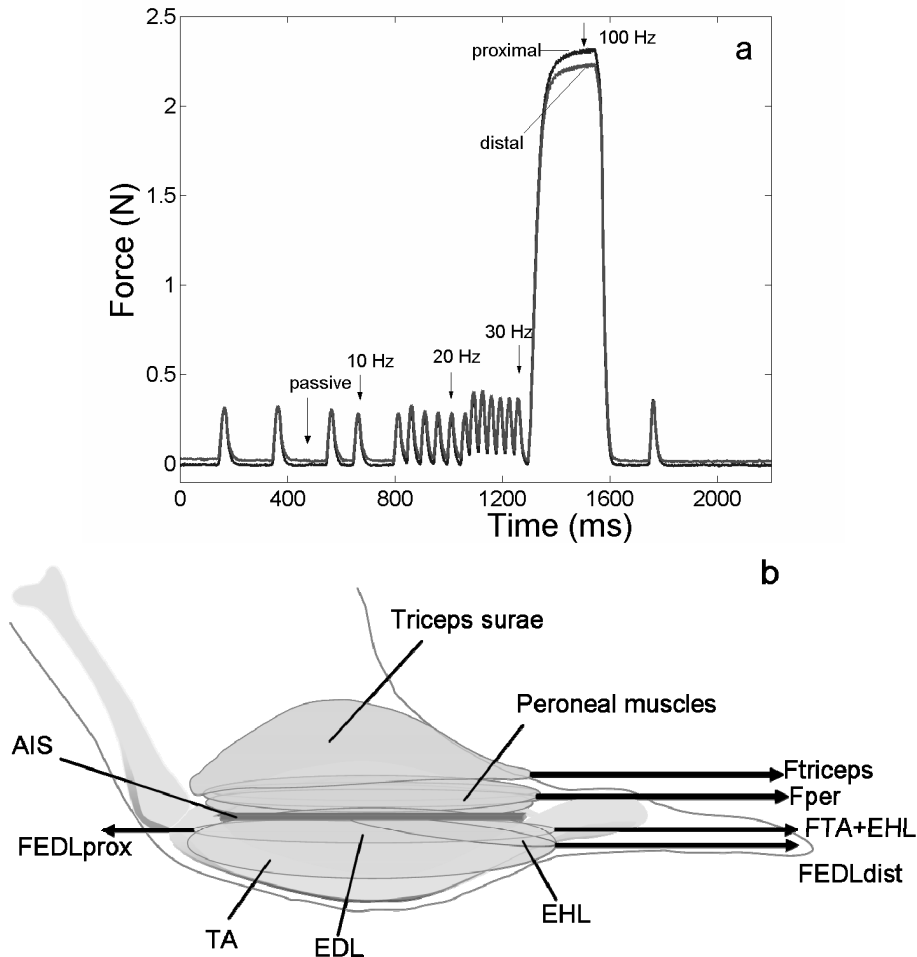 a
2.5
2
1.5
1
0.5
0
Force (N)
proximal
100 Hz
distal
30 Hz
20 Hz
10 Hz
passive
0 400 800 1200 1600 2000
Time (ms)
b
Triceps surae
Peroneal muscles
AIS
Ftriceps
Fper
FTA+EHL
FEDLprox
FEDLdist
EHL
TA
EDL